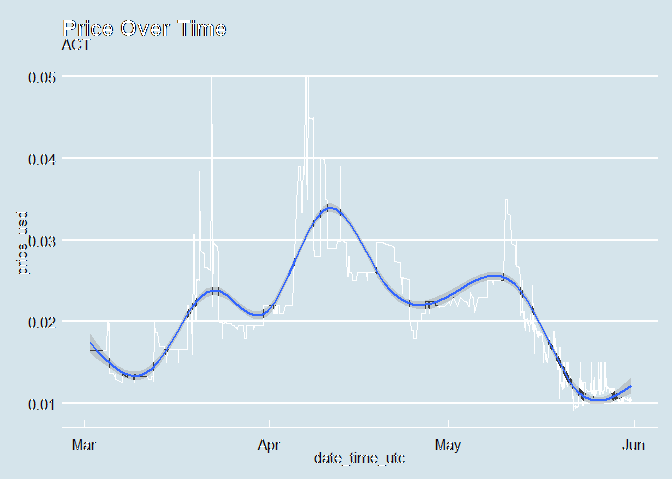 Price Over Time
ACT
0.05
0.04
0.03
0.02
0.01
price_usd
Mar Apr May Jun
date_time_utc